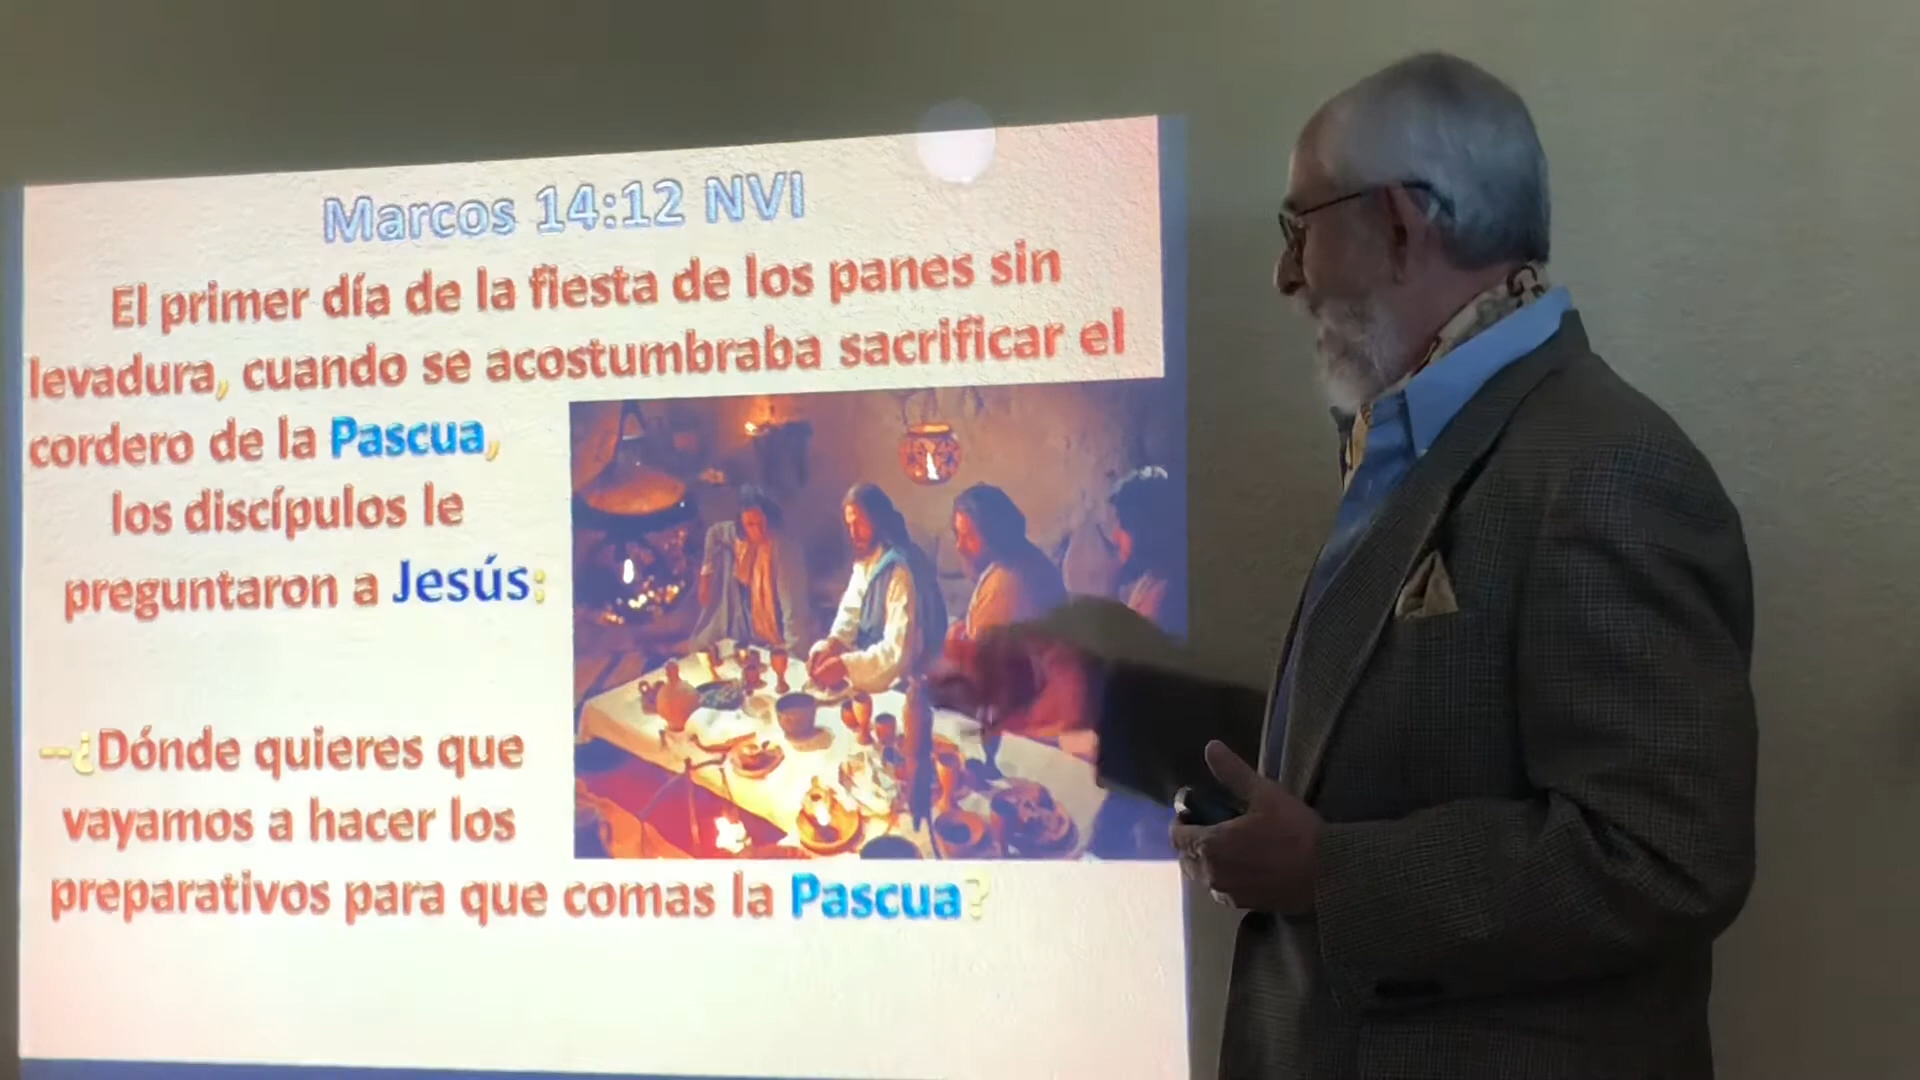 Marcos 14:12 NVI
El primer día de la fiesta de los panes sin
levadura, cuando se acostumbraba sacrificar el
cordero de la Pascua,
los discípulos le
preguntaron a Jesús:
--¿Dónde quieres que
vayamos a hacer los
preparativos para que comas la Pascua?